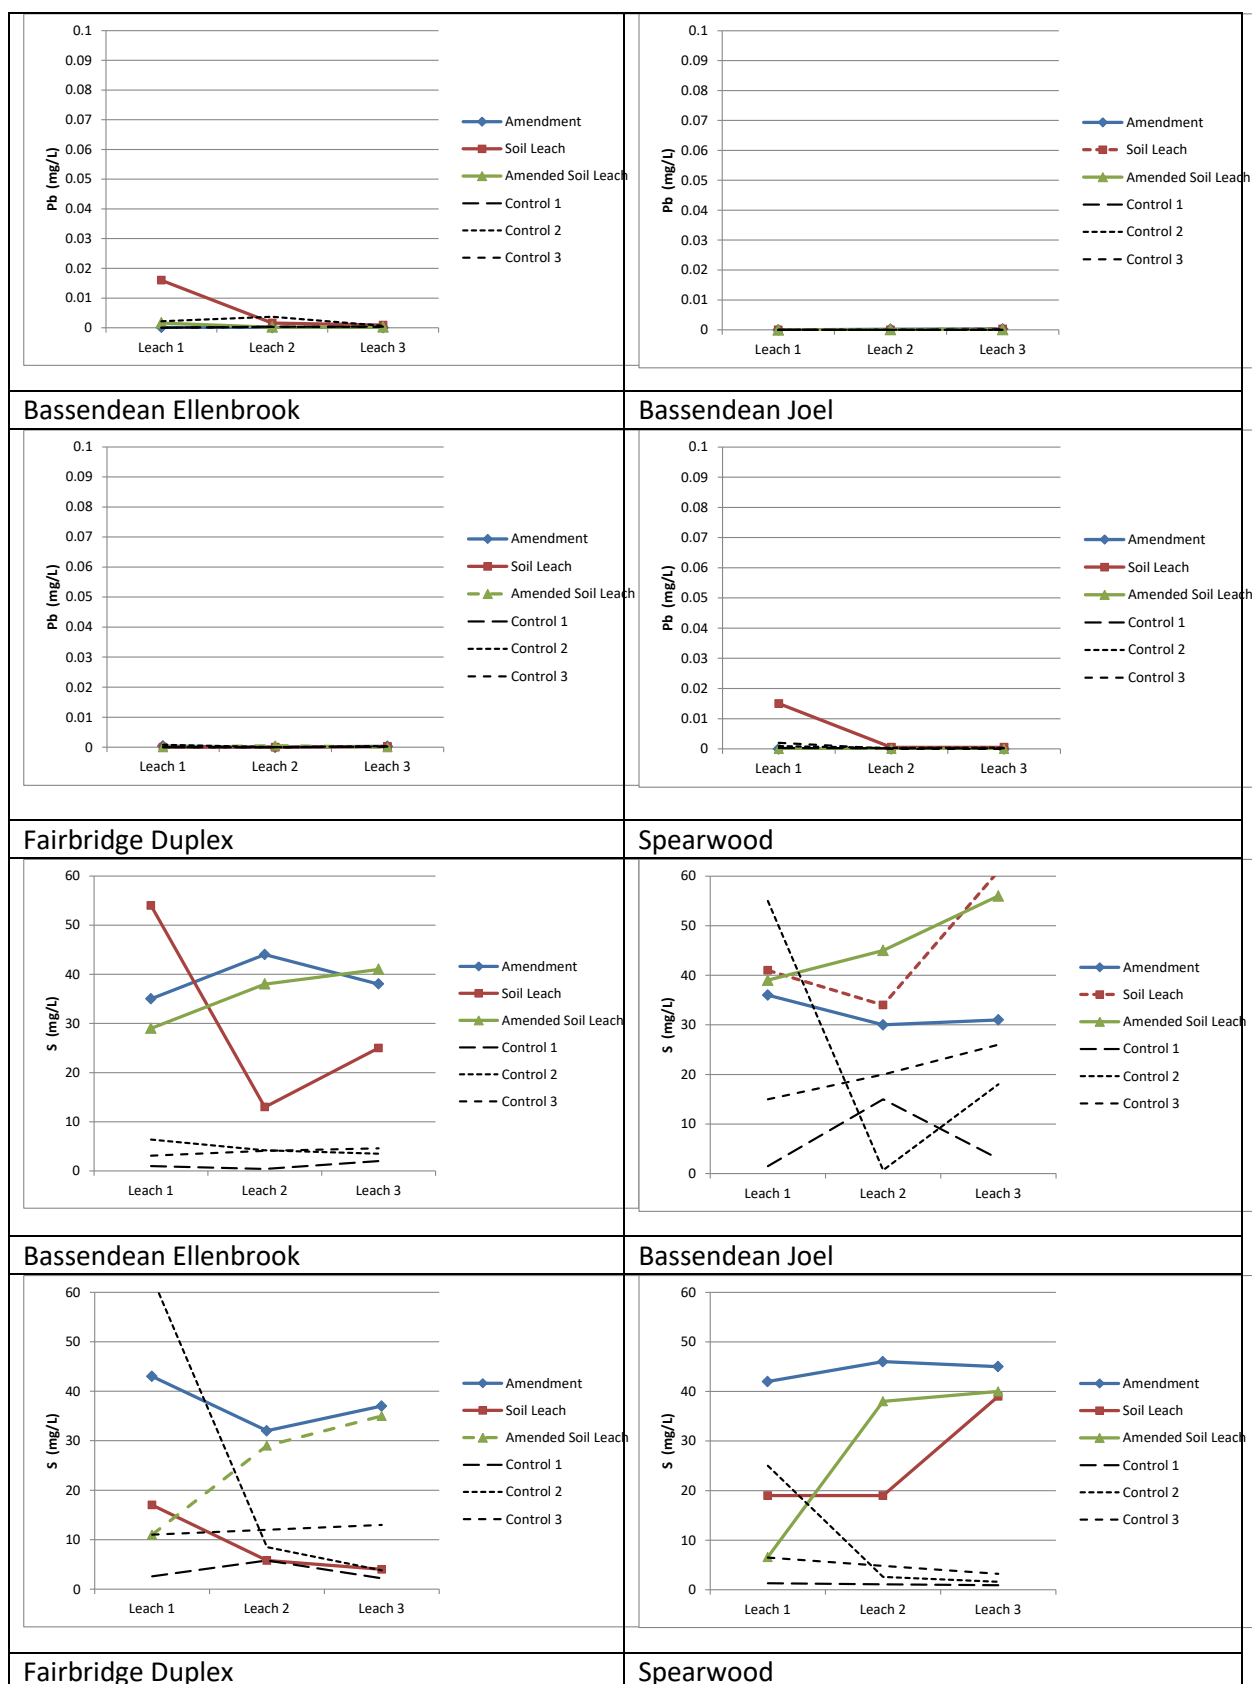 0.1
0.09
0.08
0.07
0.06
0.05
0.04
0.03
0.02
0.01
0
Pb (mg/L)
Leach 1 Leach 2 Leach 3
Amendment
Soil Leach
Amended Soil Leach
Control 1
Control 2
Control 3
0.1
0.09
0.08
0.07
0.06
0.05
0.04
0.03
0.02
0.01
0
Pb (mg/L)
Leach 1 Leach 2 Leach 3
Amendment
Soil Leach
Amended Soil Leach
Control 1
Control 2
Control 3
Bassendean Ellenbrook
Bassendean Joel
0.1
0.09
0.08
0.07
0.06
0.05
0.04
0.03
0.02
0.01
0
Pb (mg/L)
Leach 1 Leach 2 Leach 3
Amendment
Soil Leach
Amended Soil Leach
Control 1
Control 2
Control 3
0.1
0.09
0.08
0.07
0.06
0.05
0.04
0.03
0.02
0.01
0
Pb (mg/L)
Leach 1 Leach 2 Leach 3
Amendment
Soil Leach
Amended Soil Leach
Control 1
Control 2
Control 3
Fairbridge Duplex
Spearwood
60
50
40
30
20
10
0
S (mg/L)
Leach 1 Leach 2 Leach 3
Amendment
Soil Leach
Amended Soil Leach
Control 1
Control 2
Control 3
60
50
40
30
20
10
0
S (mg/L)
Leach 1 Leach 2 Leach 3
Amendment
Soil Leach
Amended Soil Leach
Control 1
Control 2
Control 3
Bassendean Ellenbrook
Bassendean Joel
60
50
40
30
20
10
0
S (mg/L)
Leach 1 Leach 2 Leach 3
Amendment
Soil Leach
Amended Soil Leach
Control 1
Control 2
Control 3
60
50
40
30
20
10
0
S (mg/L)
Leach 1 Leach 2 Leach 3
Amendment
Soil Leach
Amended Soil Leach
Control 1
Control 2
Control 3
Fairbridge Duplex
Spearwood